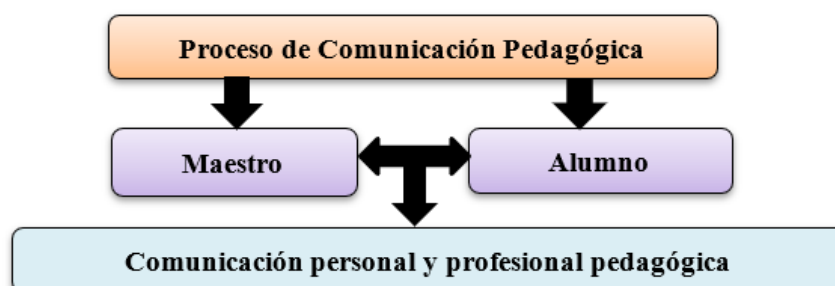 Proceso de Comunicación Pedagógica
Maestro
Alumno
Comunicación personal y profesional pedagógica